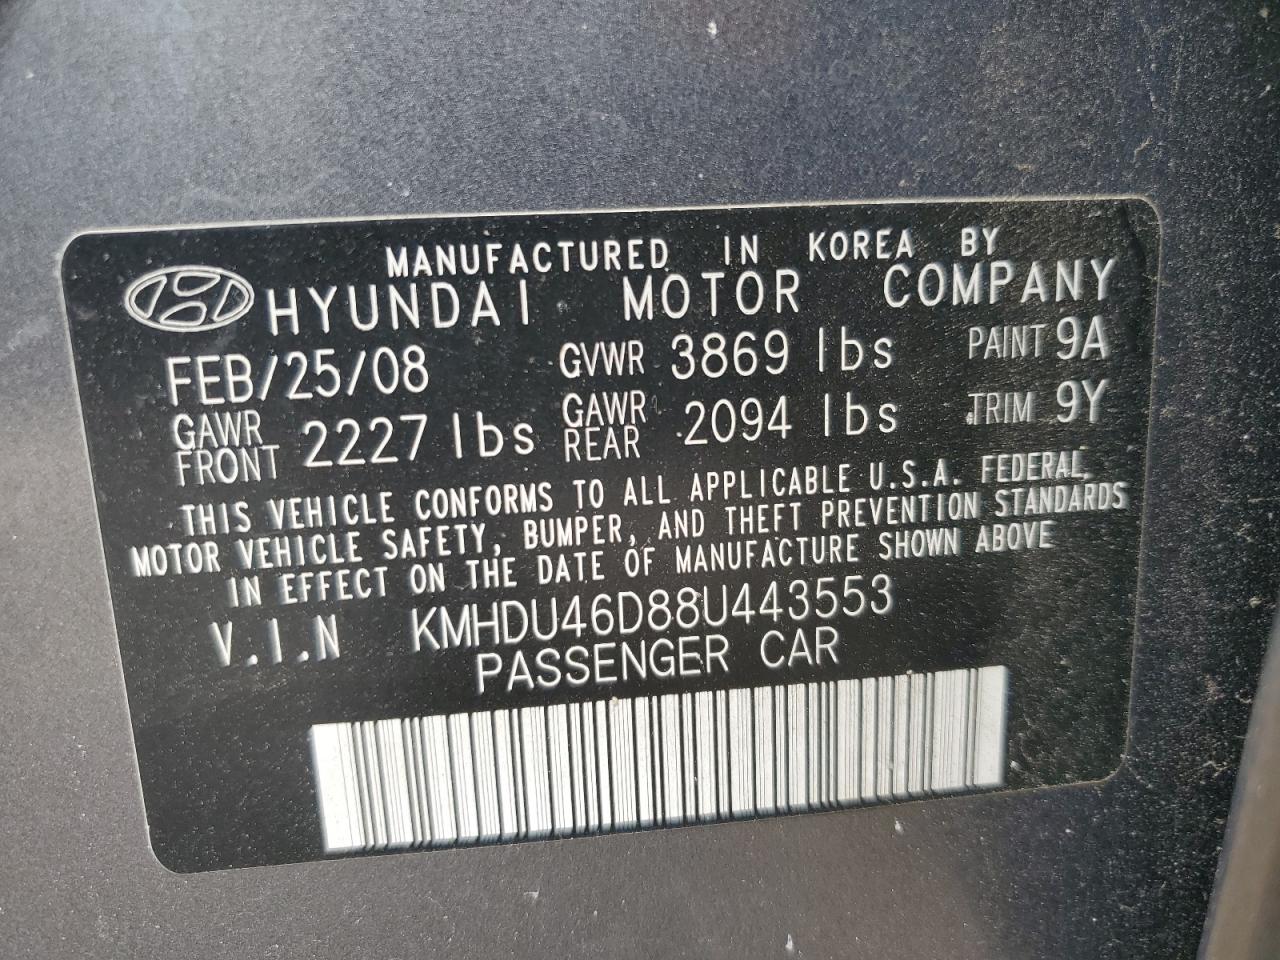 MANUFACTURED IN KOREA BY
HYUNDAI MOTOR COMPANY
FEB/25/08 GVWR 3869 lbs PAINT 9A
GAWR FRONT 2227 lbs GAWR REAR 2094 lbs TRIM 9Y
THIS VEHICLE CONFORMS TO ALL APPLICABLE U.S.A. FEDERAL
MOTOR VEHICLE SAFETY, BUMPER, AND THEFT PREVENTION STANDARDS
IN EFFECT ON THE DATE OF MANUFACTURE SHOWN ABOVE
V.I.N KMHDU46D88U443553
PASSENGER CAR